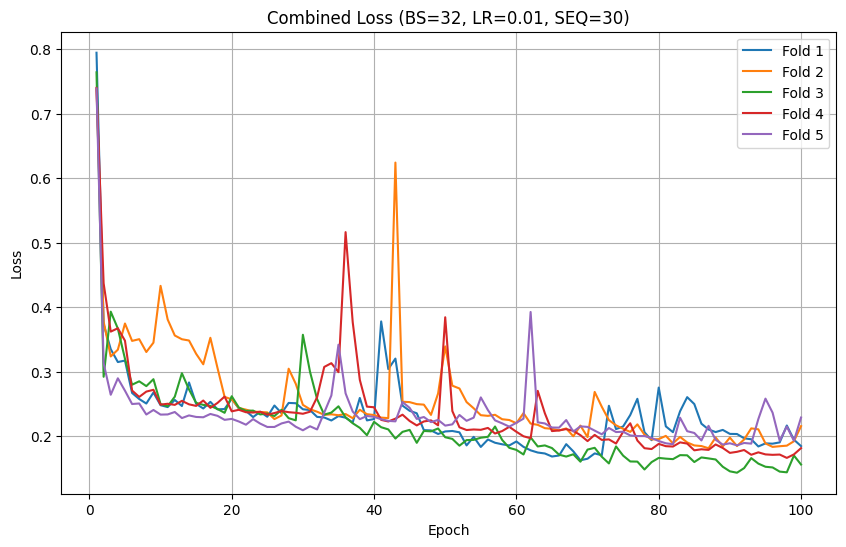 Combined Loss (BS=32, LR=0.01, SEQ=30)
Fold 1
Fold 2
Fold 3
Fold 4
Fold 5
Loss
0.8
0.7
0.6
0.5
0.4
0.3
0.2
0 20 40 60 80 100
Epoch